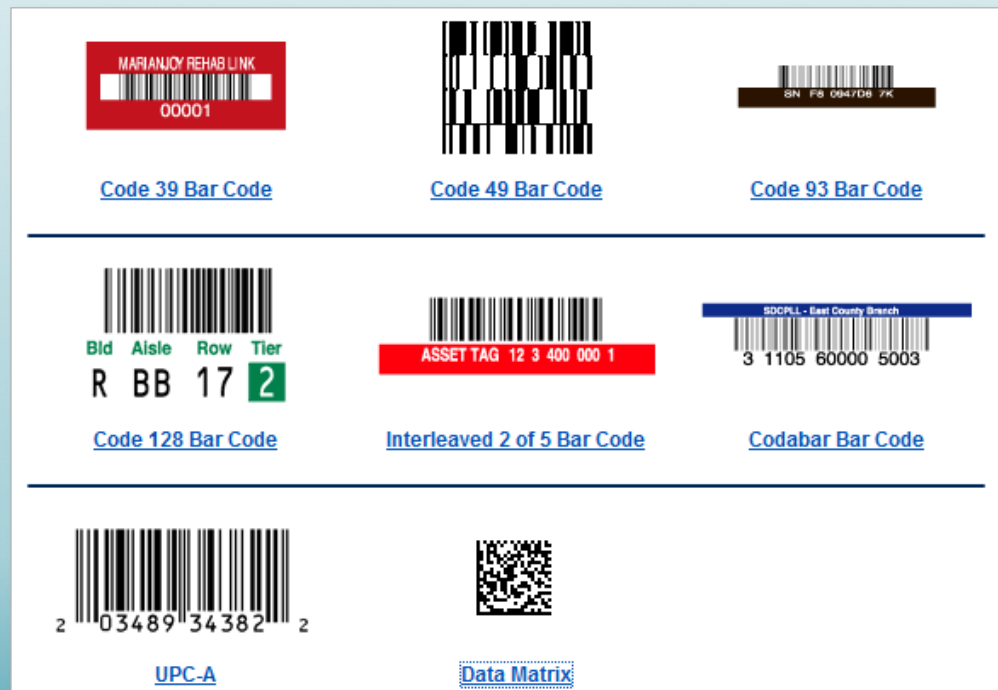 MARIANJOY REHAB LINK
00001
SN F8 0947D6 7K
Code 39 Bar Code
Code 49 Bar Code
Code 93 Bar Code
Bld Aisle Row Tier
R BB 17 2
ASSET TAG 12 3 400 000 1
SDCPLL - East County Branch
3 1105 60000 5003
Code 128 Bar Code
Interleaved 2 of 5 Bar Code
Codabar Bar Code
2 03489 34382 2
UPC-A
Data Matrix